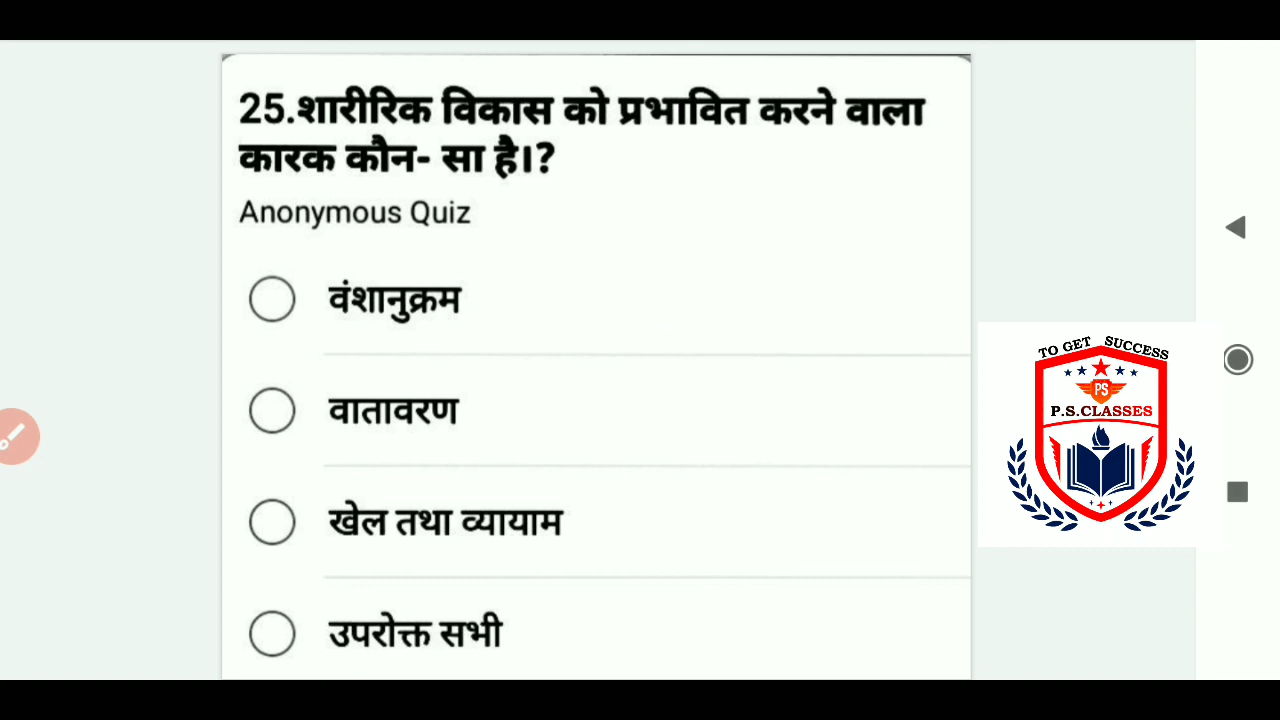 25.शारीरिक विकास को प्रभावित करने वाला
कारक कौन- सा है।?
Anonymous Quiz
वंशानुक्रम
वातावरण
खेल तथा व्यायाम
उपरोक्त सभी
TO GET SUCCESS
PS
P.S.CLASSES